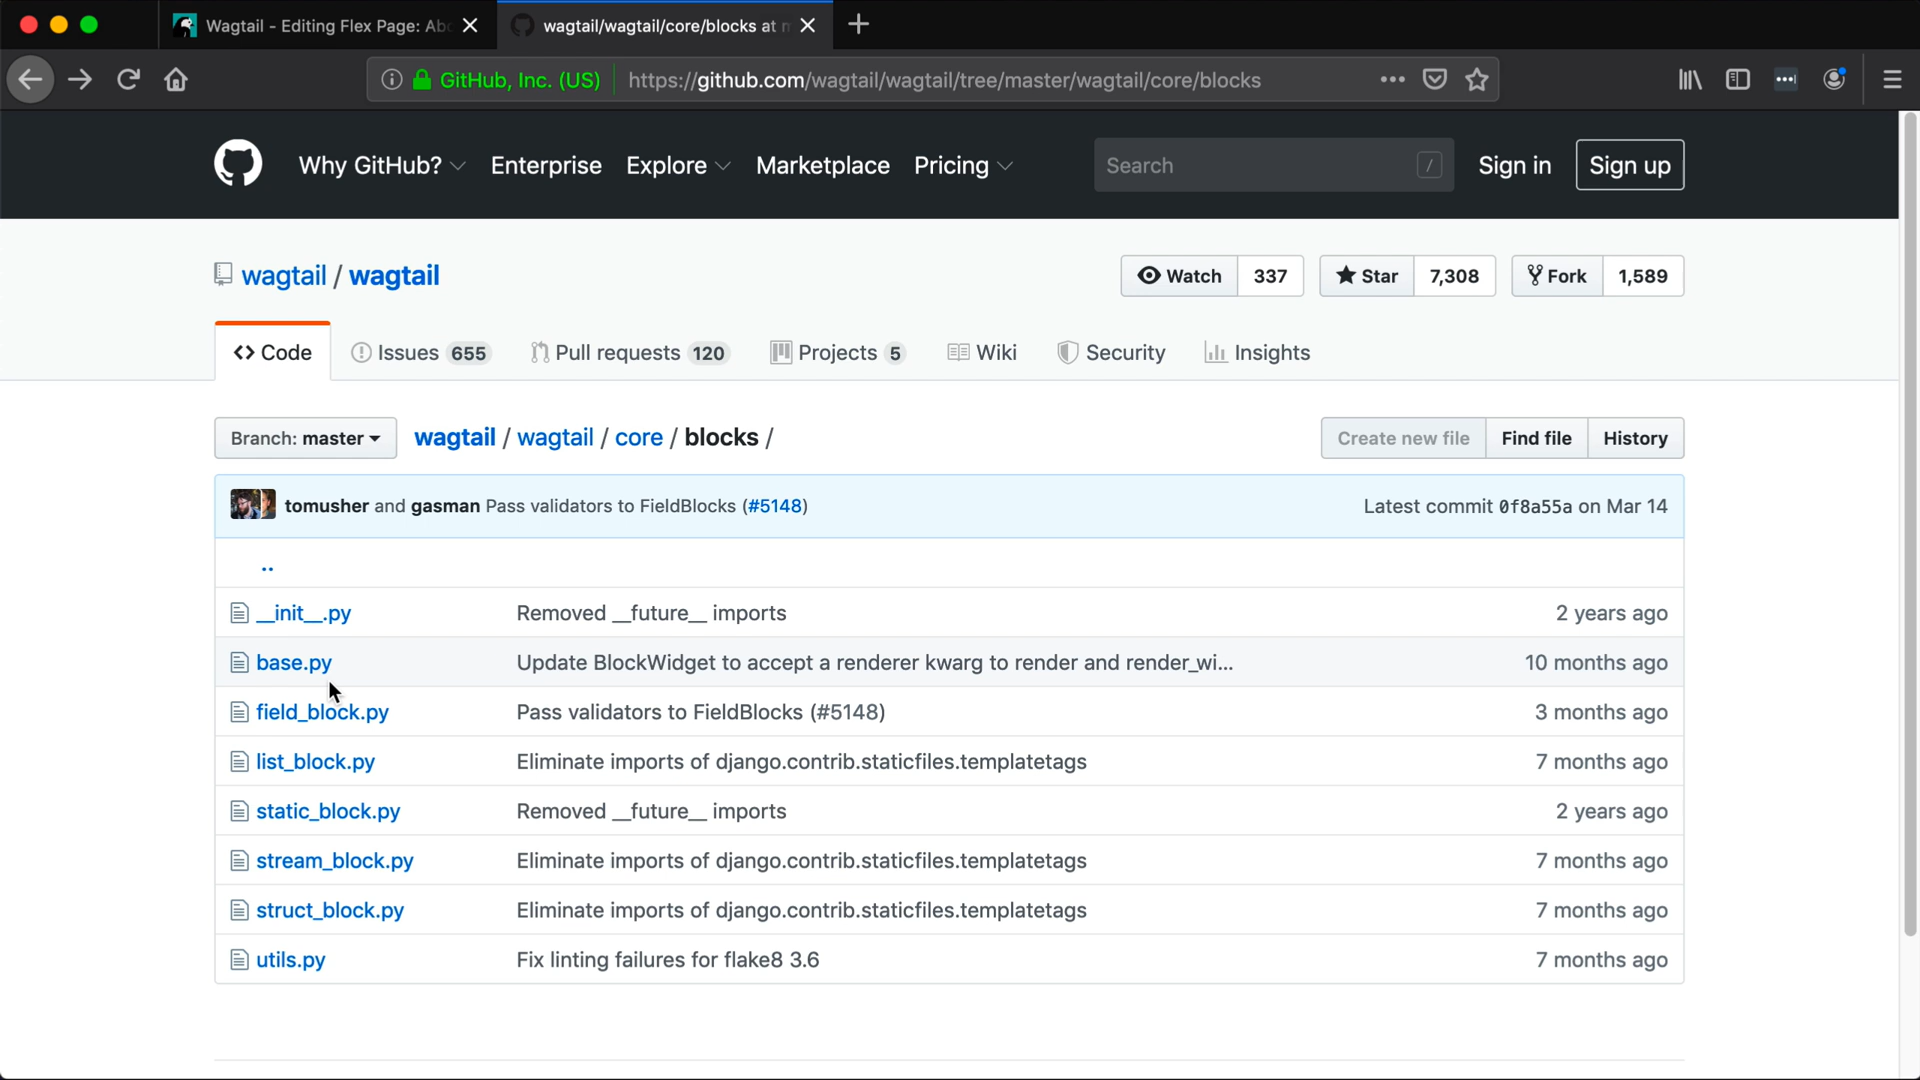 Wagtail - Editing Flex Page: Ab
wagtail/wagtail/core/blocks at
GitHub, Inc. (US) https://github.com/wagtail/wagtail/tree/master/wagtail/core/blocks
Why GitHub? Enterprise Explore Marketplace Pricing Search / Sign in Sign up
wagtail / wagtail Watch 337 Star 7,308 Fork 1,589
Code Issues 655 Pull requests 120 Projects 5 Wiki Security Insights
Branch: master wagtail / wagtail / core / blocks / Create new file Find file History
tomusher and gasman Pass validators to FieldBlocks (#5148) Latest commit 0f8a55a on Mar 14
..
__init__.py Removed __future__ imports 2 years ago
base.py Update BlockWidget to accept a renderer kwarg to render and render_wi... 10 months ago
field_block.py Pass validators to FieldBlocks (#5148) 3 months ago
list_block.py Eliminate imports of django.contrib.staticfiles.templatetags 7 months ago
static_block.py Removed __future__ imports 2 years ago
stream_block.py Eliminate imports of django.contrib.staticfiles.templatetags 7 months ago
struct_block.py Eliminate imports of django.contrib.staticfiles.templatetags 7 months ago
utils.py Fix linting failures for flake8 3.6 7 months ago